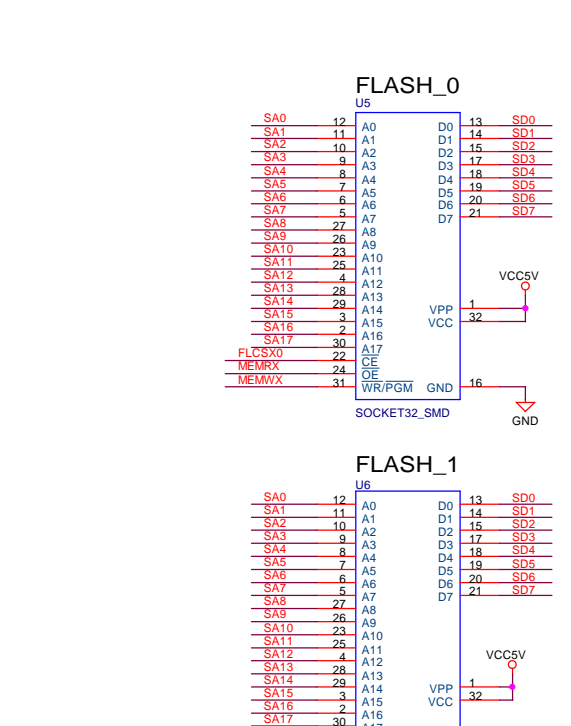 FLASH_0
U5
SA0 12 A0 D0 13 SD0
SA1 11 A1 D1 14 SD1
SA2 10 A2 D2 15 SD2
SA3 9 A3 D3 17 SD3
SA4 8 A4 D4 18 SD4
SA5 7 A5 D5 19 SD5
SA6 6 A6 D6 20 SD6
SA7 5 A7 D7 21 SD7
SA8 27 A8
SA9 26 A9
SA10 23 A10
SA11 25 A11
SA12 4 A12 VCC5V
SA13 28 A13
SA14 29 A14 VPP 1
SA15 3 A15 VCC 32
SA16 2 A16
SA17 30 A17
FLCSX0 22 CE
MEMRX 24 OE
MEMWX 31 WR/PGM GND 16
SOCKET32_SMD GND
FLASH_1
U6
SA0 12 A0 D0 13 SD0
SA1 11 A1 D1 14 SD1
SA2 10 A2 D2 15 SD2
SA3 9 A3 D3 17 SD3
SA4 8 A4 D4 18 SD4
SA5 7 A5 D5 19 SD5
SA6 6 A6 D6 20 SD6
SA7 5 A7 D7 21 SD7
SA8 27 A8
SA9 26 A9
SA10 23 A10
SA11 25 A11
SA12 4 A12 VCC5V
SA13 28 A13
SA14 29 A14 VPP 1
SA15 3 A15 VCC 32
SA16 2 A16
SA17 30